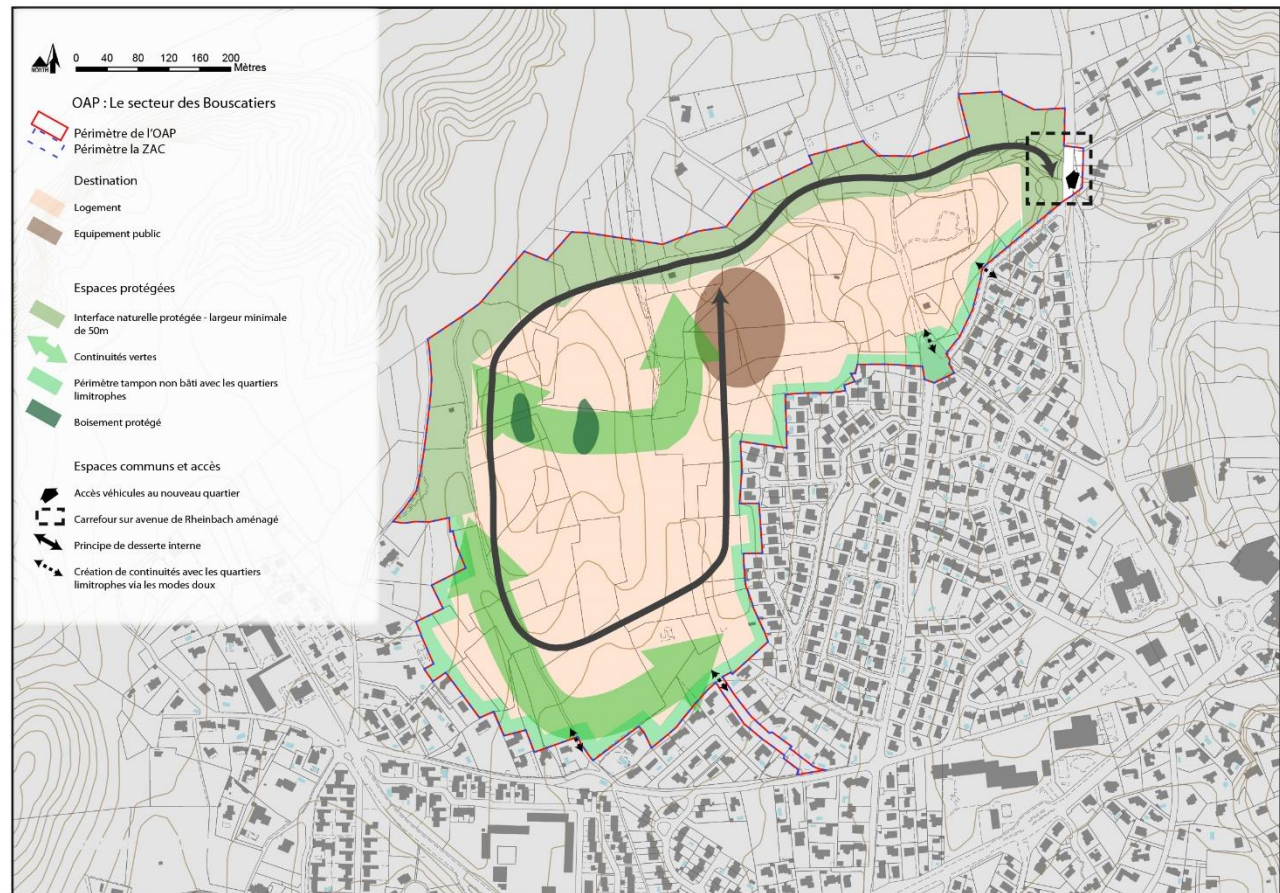 NORTH
0 40 80 120 160 200
Mètres
OAP : Le secteur des Bouscatiers
Périmètre de l'OAP
Périmètre la ZAC
Destination
Logement
Equipement public
Espaces protégées
Interface naturelle protégée - largeur minimale
de 50m
Continuités vertes
Périmètre tampon non bâti avec les quartiers
limitrophes
Boisement protégé
Espaces communs et accès
Accès véhicules au nouveau quartier
Carrefour sur avenue de Rheinbach aménagé
Principe de desserte interne
Création de continuités avec les quartiers
limitrophes via les modes doux